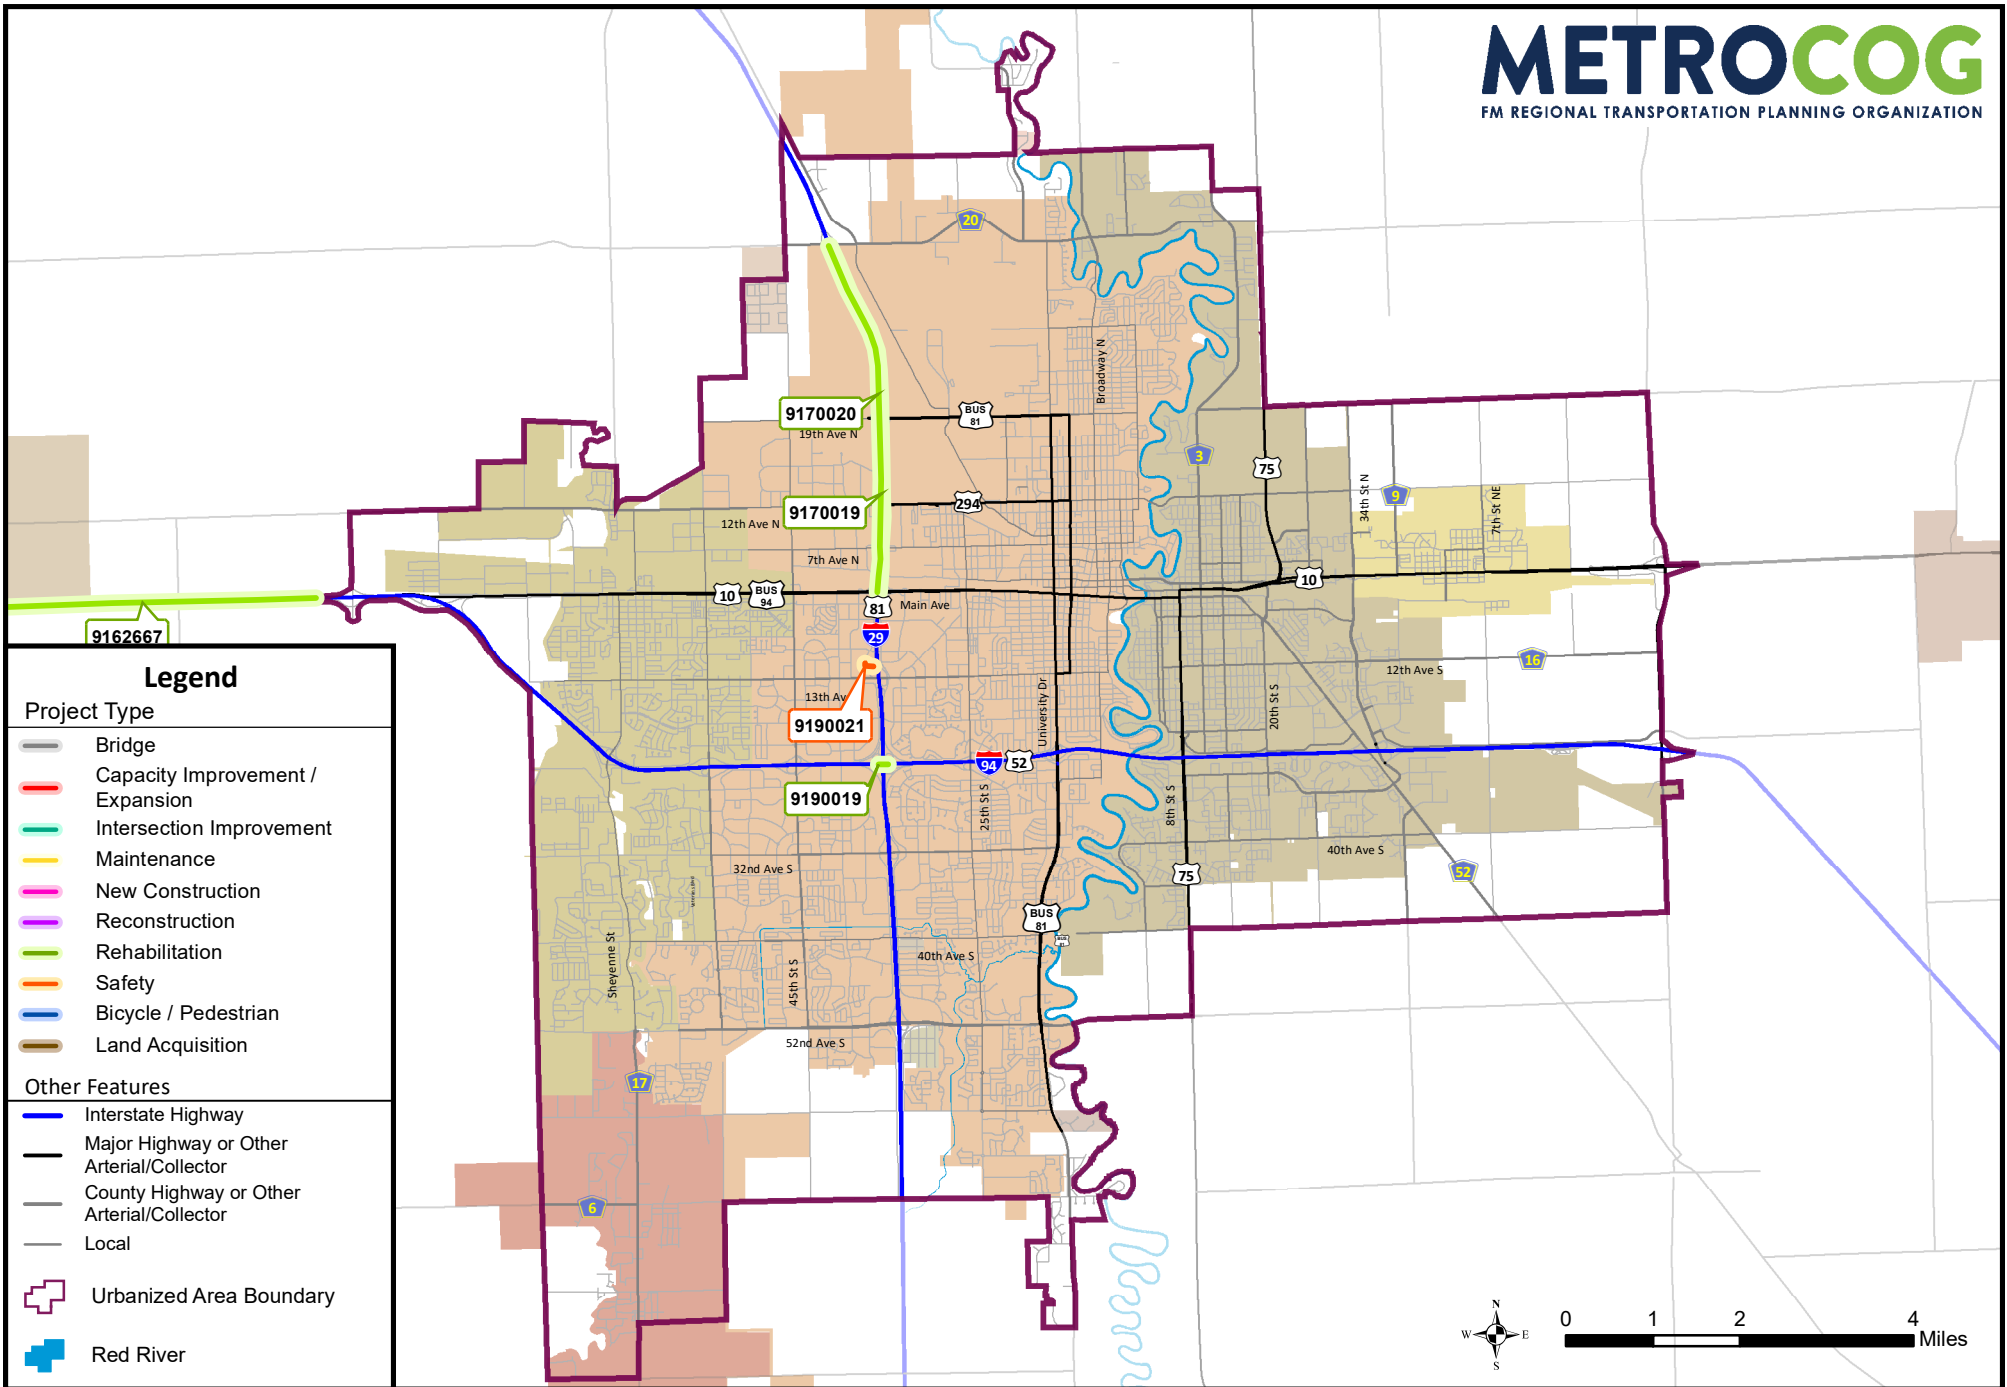 METROCOG
FM REGIONAL TRANSPORTATION PLANNING ORGANIZATION
20
Broadway N
9170020
BUS
81
19th Ave N
3
75
34th St N
9
7th St NE
294
9170019
12th Ave N
7th Ave N
10
BUS
94
81
Main Ave
10
29
9162667
16
12th Ave S
13th Av
9190021
University Dr
20th St S
94
52
9190019
25th St S
8th St S
40th Ave S
32nd Ave S
75
52
BUS
81
BUS
81
Sheyenne St
45th St S
40th Ave S
52nd Ave S
17
6
Legend
Project Type
Bridge
Capacity Improvement /
Expansion
Intersection Improvement
Maintenance
New Construction
Reconstruction
Rehabilitation
Safety
Bicycle / Pedestrian
Land Acquisition
Other Features
Interstate Highway
Major Highway or Other
Arterial/Collector
County Highway or Other
Arterial/Collector
Local
Urbanized Area Boundary
Red River
N
W
E
S
0 1 2 4
Miles